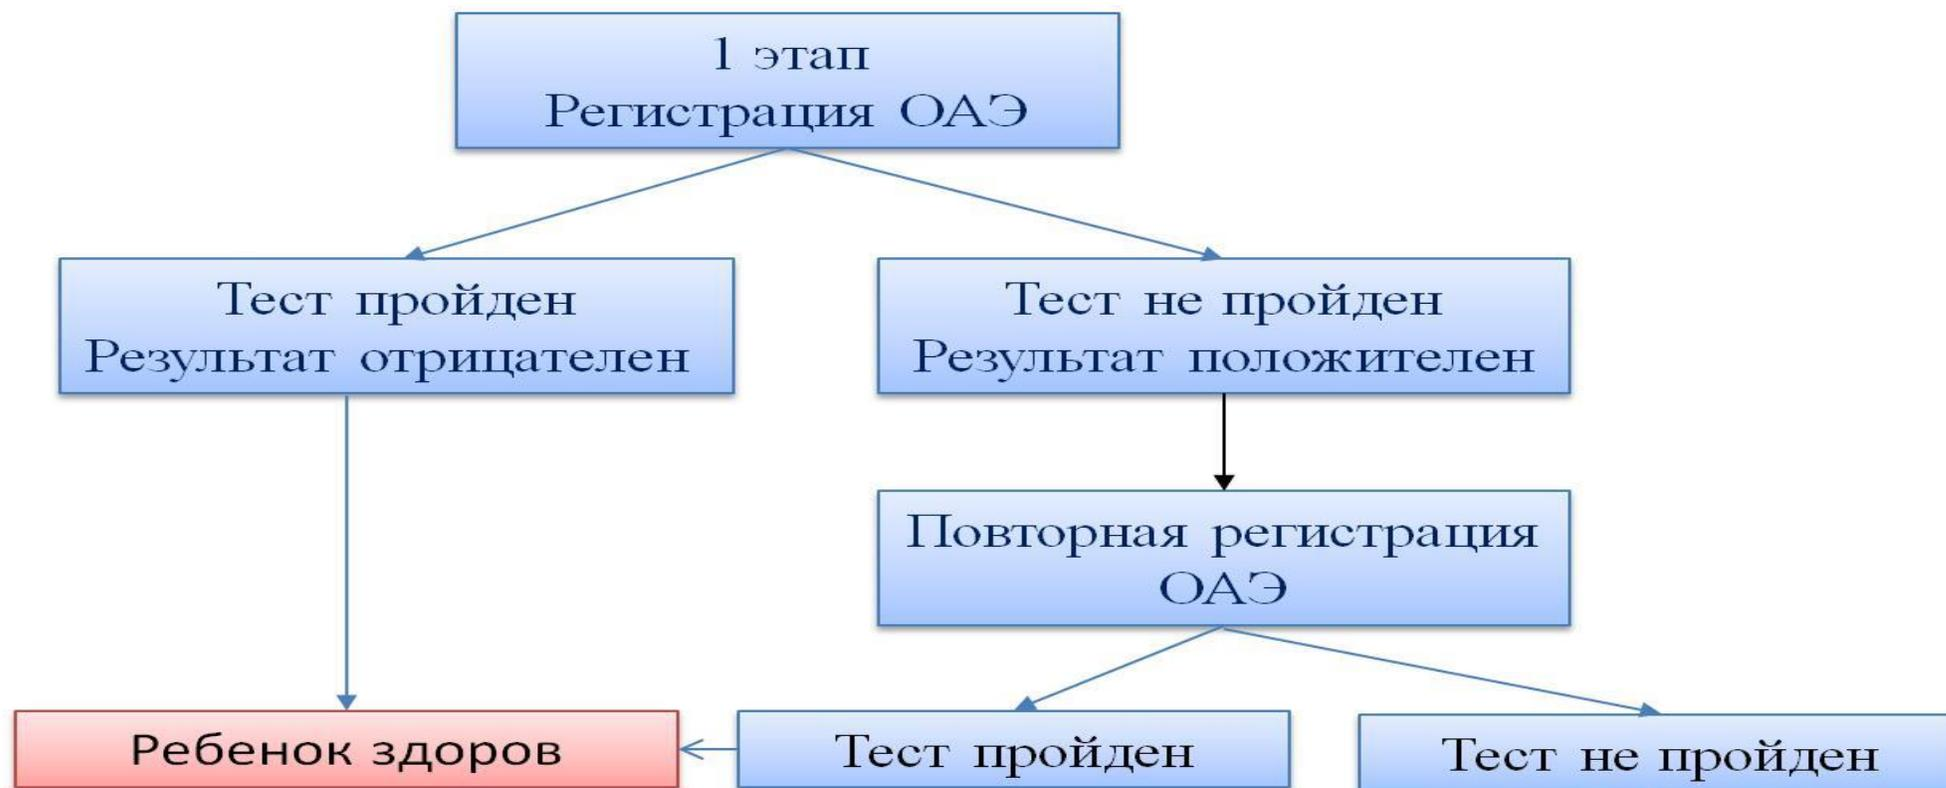 1 этап
Регистрация ОАЭ
Тест пройден
Результат отрицателен
Тест не пройден
Результат положителен
Повторная регистрация
ОАЭ
Ребенок здоров
Тест пройден
Тест не пройден